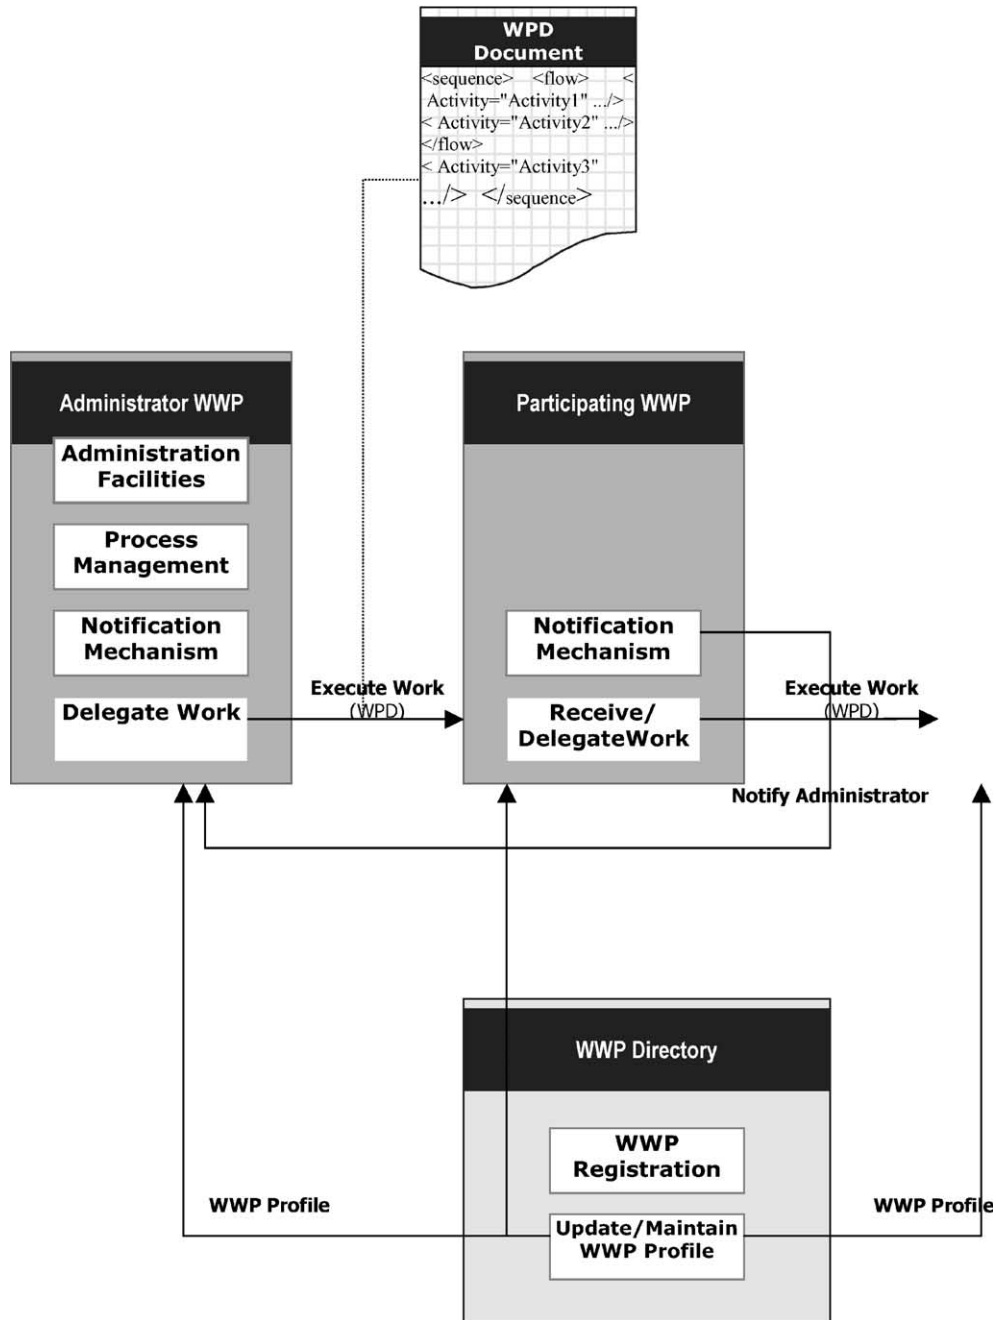 WPD
Document
<sequence> <flow> <
Activity="Activity1" .../>
< Activity="Activity2" .../>
</flow>
< Activity="Activity3"
.../> </sequence>
Administrator WWP
Administration
Facilities
Process
Management
Notification
Mechanism
Delegate Work
Execute Work
(WPD)
Participating WWP
Notification
Mechanism
Receive/
DelegateWork
Execute Work
(WPD)
Notify Administrator
WWP Directory
WWP
Registration
Update/Maintain
WWP Profile
WWP Profile
WWP Profile